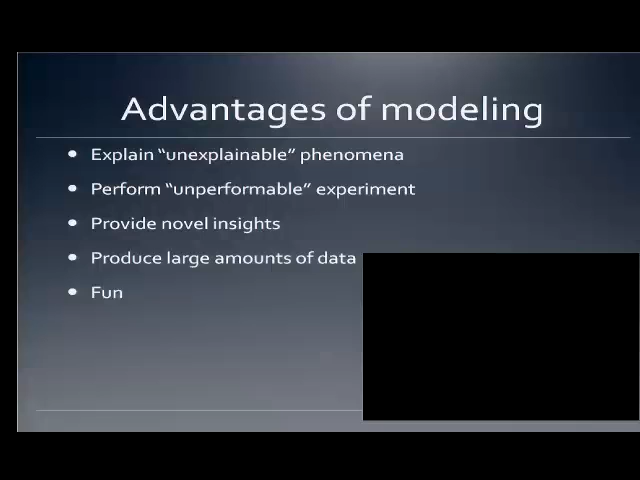 Advantages of modeling
• Explain “unexplainable” phenomena
• Perform “unperformable” experiment
• Provide novel insights
• Produce large amounts of data
• Fun